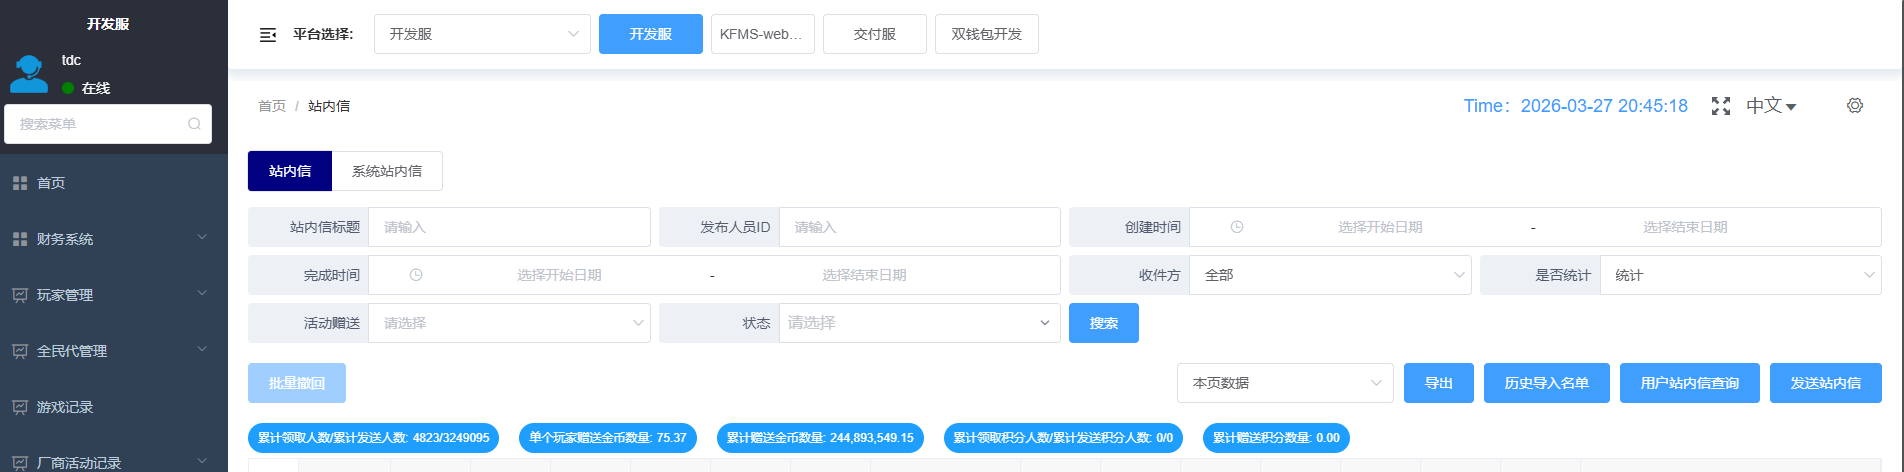 开发服
tdc
在线
搜索菜单
首页
财务系统
玩家管理
全民代管理
游戏记录
厂商活动记录
平台选择:
开发服
开发服
KFMS-web...
交付服
双钱包开发
首页 / 站内信
Time：2026-03-27 20:45:18
中文
站内信
系统站内信
站内信标题 请输入
发布人员ID 请输入
创建时间 选择开始日期 - 选择结束日期
完成时间 选择开始日期 - 选择结束日期
收件方 全部
是否统计 统计
活动赠送 请选择
状态 请选择
搜索
批量撤回
本页数据
导出
历史导入名单
用户站内信查询
发送站内信
累计领取人数/累计发送人数: 4823/3249095
单个玩家赠送金币数量: 75.37
累计赠送金币数量: 244,893,549.15
累计领取积分人数/累计发送积分人数: 0/0
累计赠送积分数量: 0.00